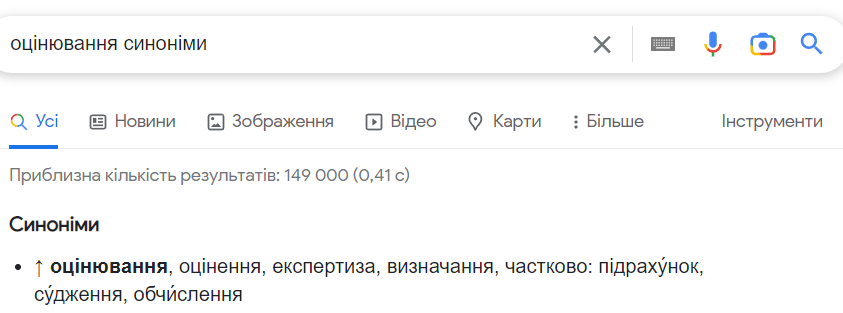 оцінювання синоніми
Усі Новини Зображення Відео Карти Більше Інструменти
Приблизна кількість результатів: 149 000 (0,41 с)
Синоніми
• ↑ оцінювання, оцінення, експертиза, визначання, частково: підраху́нок,
су́дження, обчи́слення